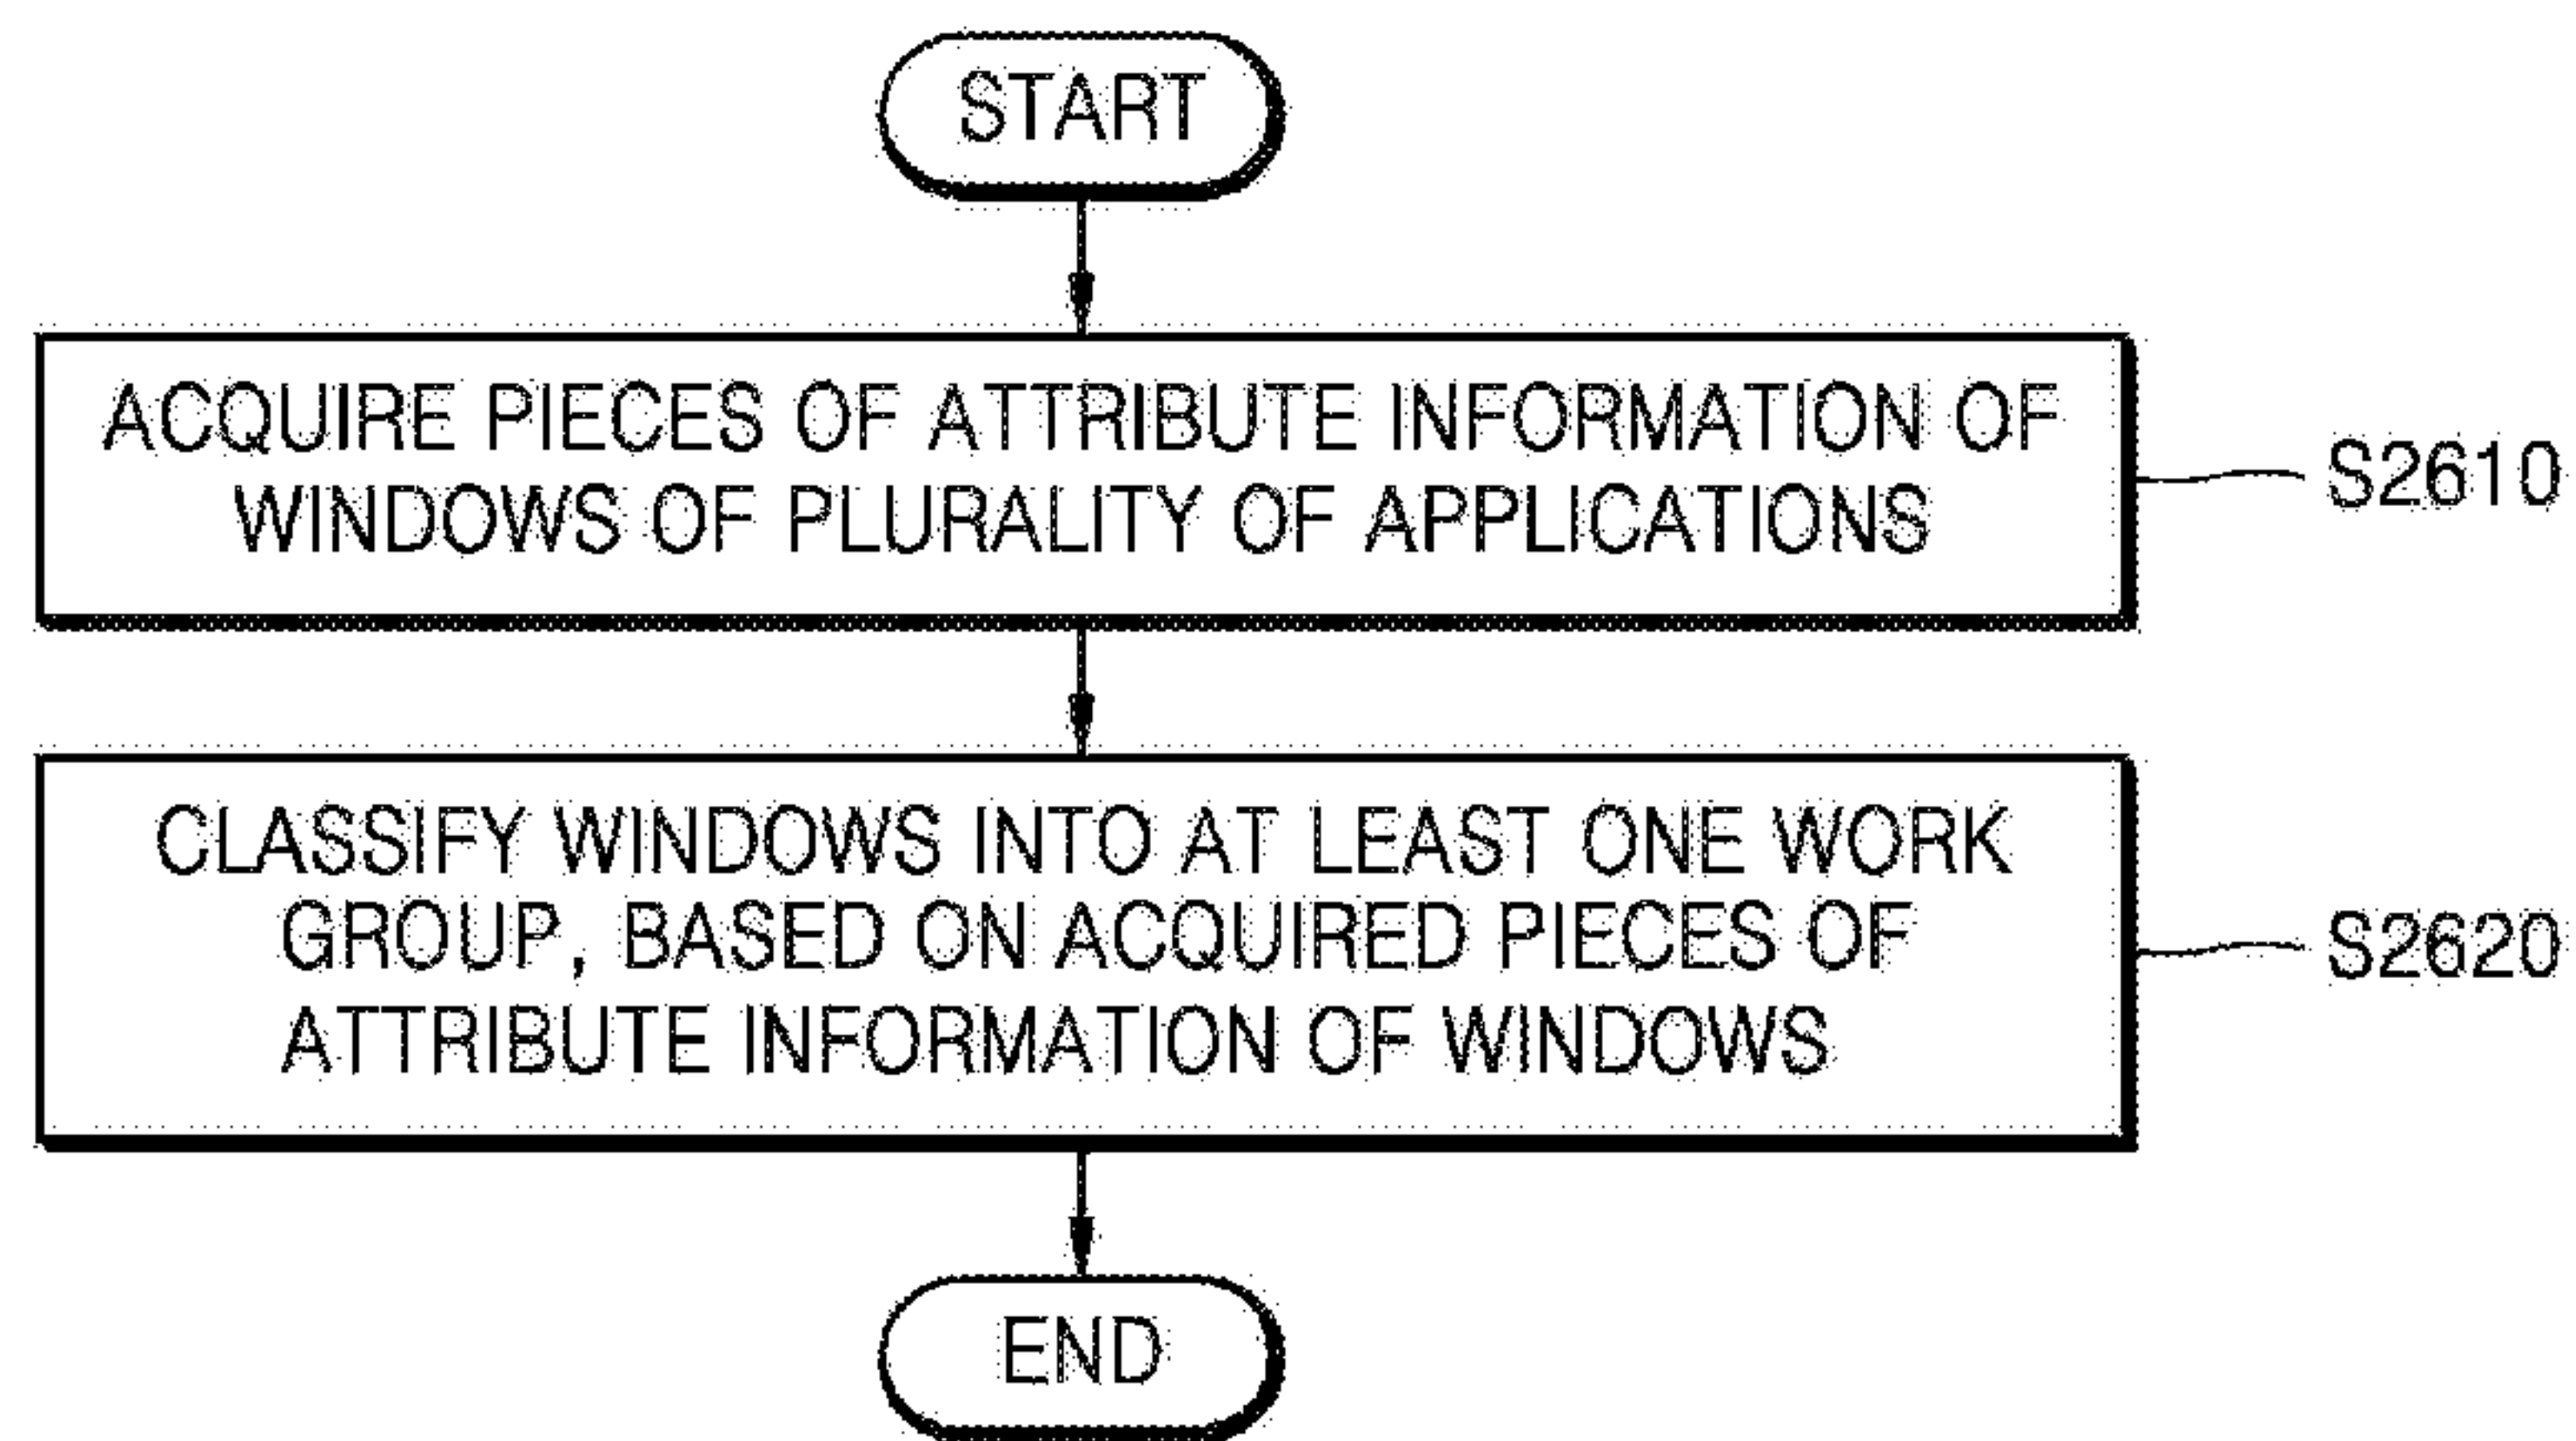 START
ACQUIRE PIECES OF ATTRIBUTE INFORMATION OF
WINDOWS OF PLURALITY OF APPLICATIONS
S2610
CLASSIFY WINDOWS INTO AT LEAST ONE WORK
GROUP, BASED ON ACQUIRED PIECES OF
ATTRIBUTE INFORMATION OF WINDOWS
S2620
END